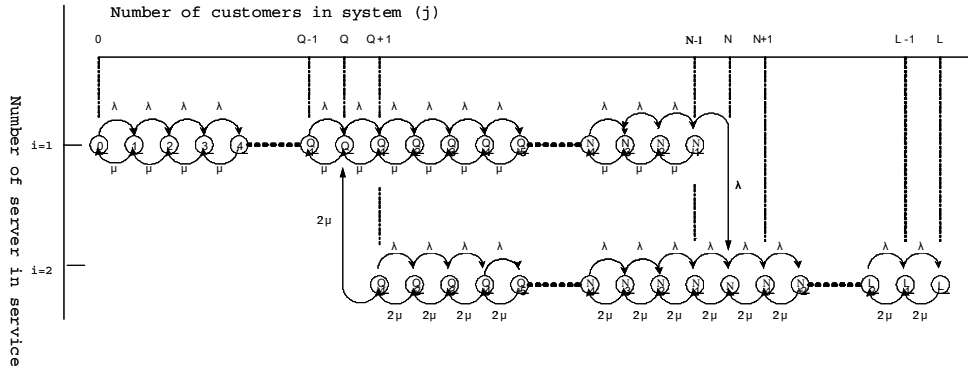 Number of customers in system (j)
0 Q-1 Q Q+1 N-1 N N+1 L-1 L
λ λ λ λ λ λ λ λ λ λ λ λ λ
i=1
0 1 2 3 4 Q
μ μ μ μ μ μ μ μ μ μ μ μ μ
2μ
λ
λ λ λ λ λ λ λ λ λ λ λ λ
i=2
N
2μ 2μ 2μ 2μ 2μ 2μ 2μ 2μ 2μ 2μ 2μ 2μ
Number of server in service